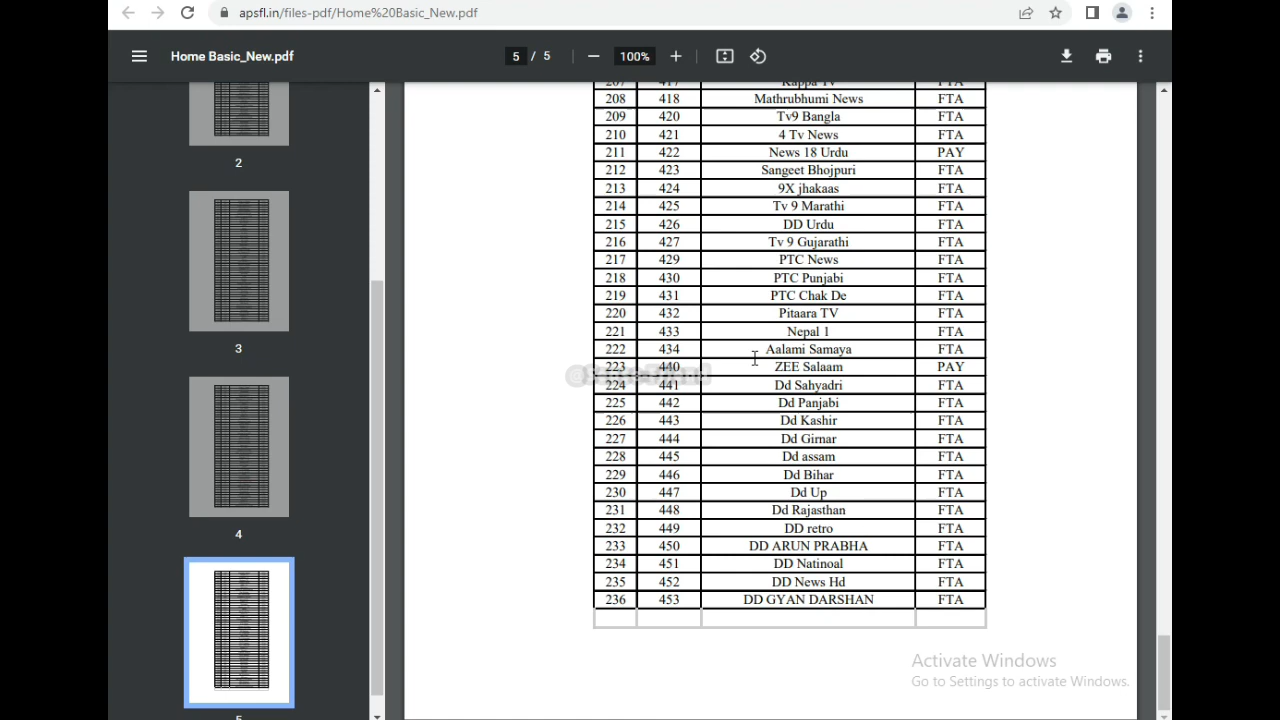 apsfl.in/files-pdf/Home%20Basic_New.pdf
Home Basic_New.pdf
5 / 5
100%
2
3
4
5
207 417 Kappa Tv FTA
208 418 Mathrubhumi News FTA
209 420 Tv9 Bangla FTA
210 421 4 Tv News FTA
211 422 News 18 Urdu PAY
212 423 Sangeet Bhojpuri FTA
213 424 9X jhakaas FTA
214 425 Tv 9 Marathi FTA
215 426 DD Urdu FTA
216 427 Tv 9 Gujarathi FTA
217 429 PTC News FTA
218 430 PTC Punjabi FTA
219 431 PTC Chak De FTA
220 432 Pitaara TV FTA
221 433 Nepal 1 FTA
222 434 Aalami Samaya FTA
223 440 ZEE Salaam PAY
224 441 Dd Sahyadri FTA
225 442 Dd Panjabi FTA
226 443 Dd Kashir FTA
227 444 Dd Girnar FTA
228 445 Dd assam FTA
229 446 Dd Bihar FTA
230 447 Dd Up FTA
231 448 Dd Rajasthan FTA
232 449 DD retro FTA
233 450 DD ARUN PRABHA FTA
234 451 DD Natinoal FTA
235 452 DD News Hd FTA
236 453 DD GYAN DARSHAN FTA
Activate Windows
Go to Settings to activate Windows.